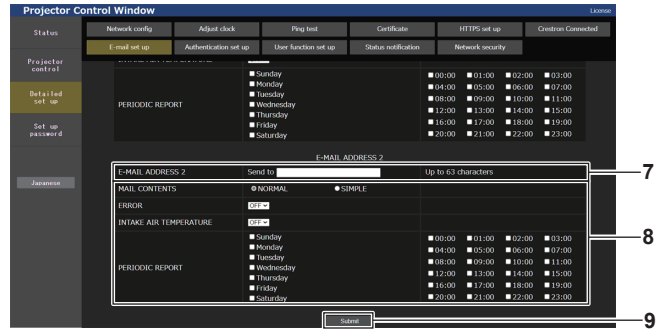 Projector Control Window
License
Status
Network config Adjust clock Ping test Certificate HTTPS set up Crestron Connected
E-mail set up Authentication set up User function set up Status notification Network security
Projector
control
Detailed
set up
Set up
password
Japanese
PERIODIC REPORT
Sunday
Monday
Tuesday
Wednesday
Thursday
Friday
Saturday
00:00 01:00 02:00 03:00
04:00 05:00 06:00 07:00
08:00 09:00 10:00 11:00
12:00 13:00 14:00 15:00
16:00 17:00 18:00 19:00
20:00 21:00 22:00 23:00
E-MAIL ADDRESS 2
E-MAIL ADDRESS 2 Send to Up to 63 characters
7
MAIL CONTENTS NORMAL SIMPLE
ERROR OFF
INTAKE AIR TEMPERATURE OFF
8
PERIODIC REPORT
Sunday
Monday
Tuesday
Wednesday
Thursday
Friday
Saturday
00:00 01:00 02:00 03:00
04:00 05:00 06:00 07:00
08:00 09:00 10:00 11:00
12:00 13:00 14:00 15:00
16:00 17:00 18:00 19:00
20:00 21:00 22:00 23:00
Submit
9